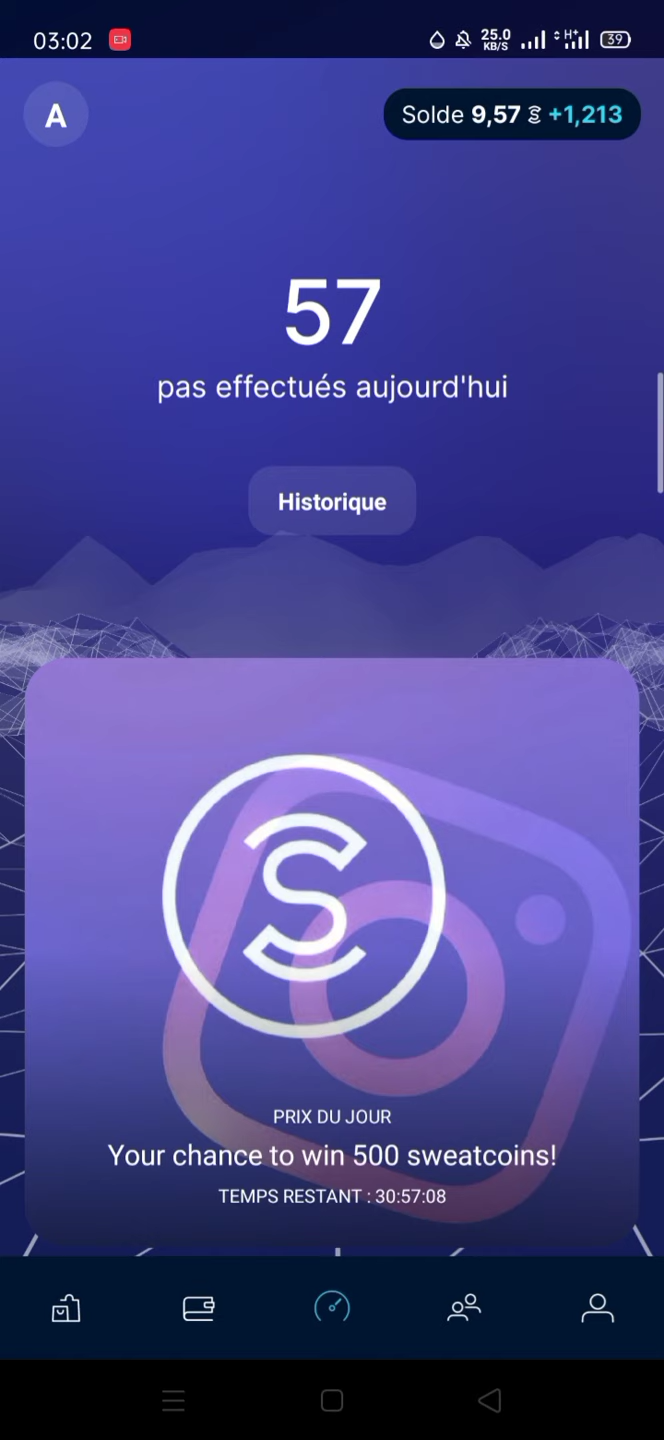 03:02 25.0 KB/S H+ 39
A Solde 9,57 +1,213
57
pas effectués aujourd'hui
Historique
PRIX DU JOUR
Your chance to win 500 sweatcoins!
TEMPS RESTANT : 30:57:08